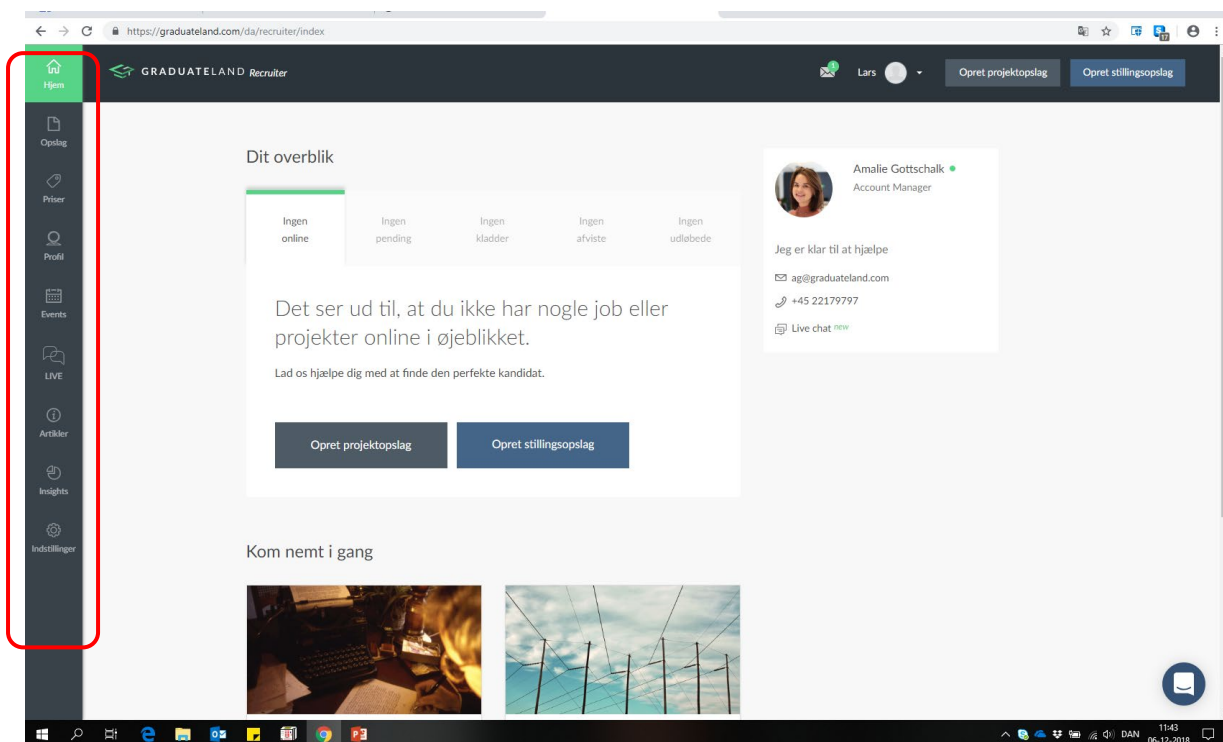 https://graduateland.com/da/recruiter/index
17
GRADUATELAND Recruiter
1
Lars
Opret projektopslag
Opret stillingsopslag
Hjem
Opslag
Priser
Profil
Events
LIVE
Artikler
Insights
Indstillinger
Dit overblik
Ingen online
Ingen pending
Ingen kladder
Ingen afviste
Ingen udløbede
Det ser ud til, at du ikke har nogle job eller
projekter online i øjeblikket.
Lad os hjælpe dig med at finde den perfekte kandidat.
Opret projektopslag
Opret stillingsopslag
Amalie Gottschalk
Account Manager
Jeg er klar til at hjælpe
ag@graduateland.com
+45 22179797
Live chat new
Kom nemt i gang
DAN
11:43
06-12-2018